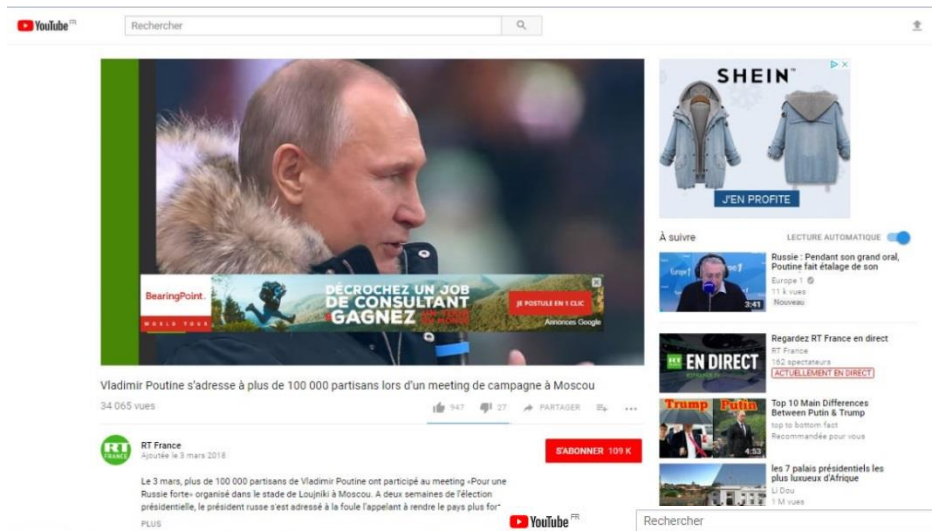 YouTube FR
Rechercher
SHEIN
J'EN PROFITE
BearingPoint.
WORLD TOUR
DÉCROCHEZ UN JOB
DE CONSULTANT
GAGNEZ
JE POSTULE EN 1 CLIC
Annonces Google
Vladimir Poutine s'adresse à plus de 100 000 partisans lors d'un meeting de campagne à Moscou
34 065 vues
947 27 PARTAGER
RT
FRANCE
RT France
Ajoutée le 3 mars 2018
S'ABONNER 109 K
Le 3 mars, plus de 100 000 partisans de Vladimir Poutine ont participé au meeting «Pour une
Russie forte» organisé dans le stade de Loujniki à Moscou. A deux semaines de l'élection
présidentielle, le président russe s'est adressé à la foule l'appelant à rendre le pays plus for
PLUS
À suivre
LECTURE AUTOMATIQUE
Europe 1
3:41
Russie : Pendant son grand oral,
Poutine fait étalage de son
Europe 1
11 k vues
Nouveau
RT EN DIRECT
Regardez RT France en direct
RT France
162 spectateurs
ACTUELLEMENT EN DIRECT
Trump Putin
4:53
Top 10 Main Differences
Between Putin & Trump
top to bottom fact
Recommandée pour vous
les 7 palais présidentiels les
plus luxueux d'Afrique
Li Dou
1 M vues
YouTube FR
Rechercher